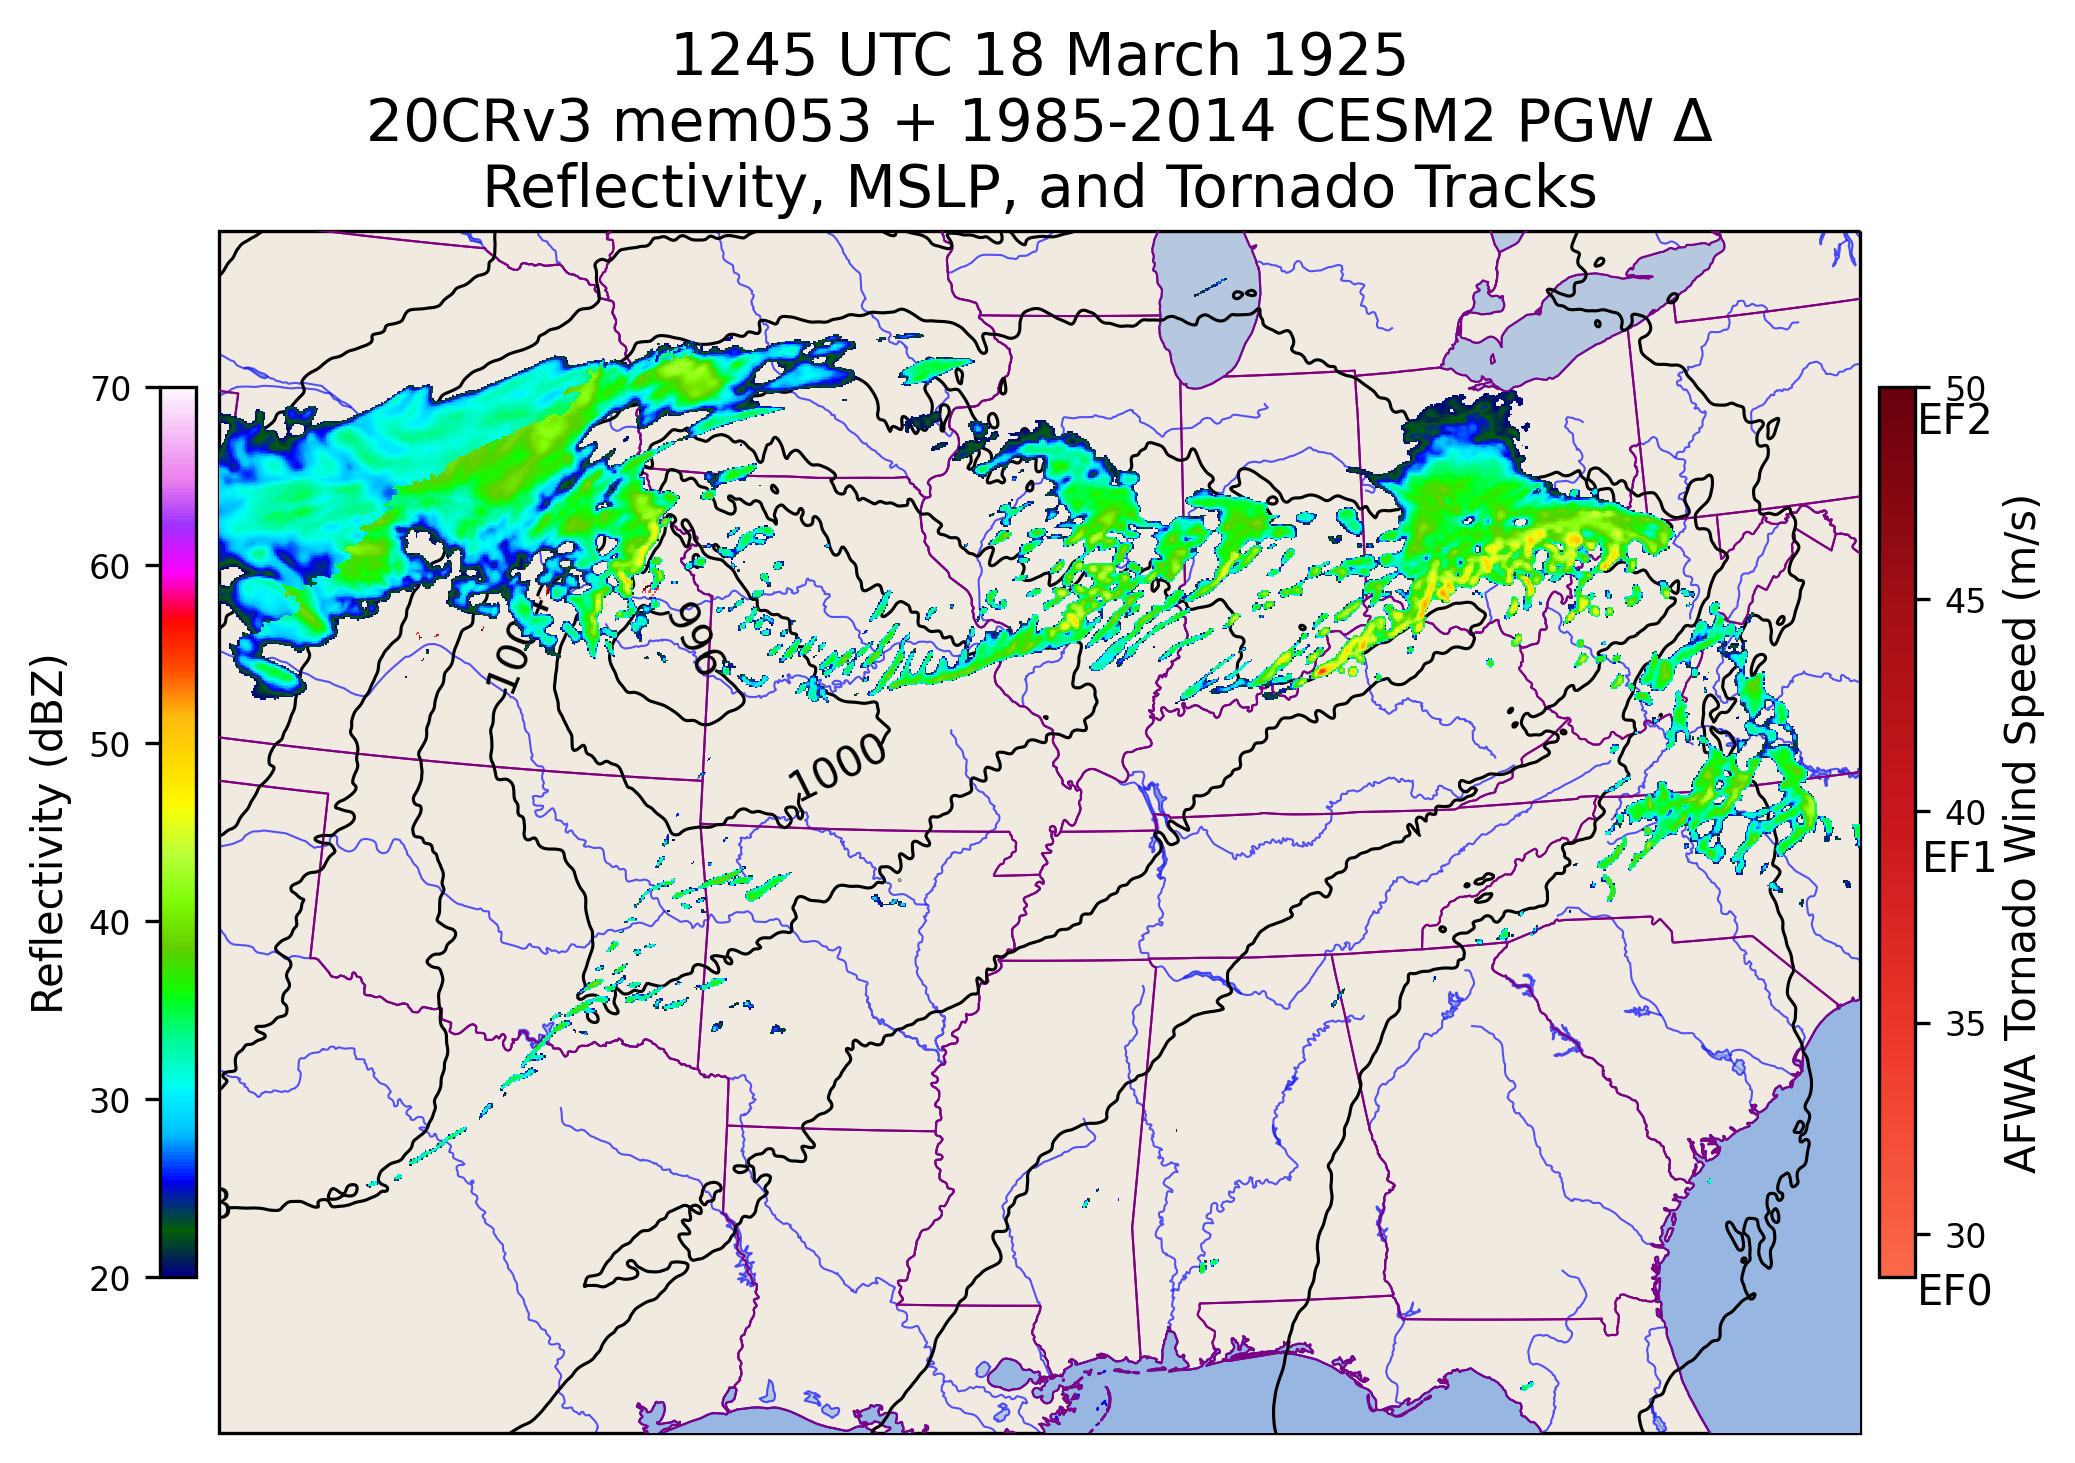 1245 UTC 18 March 1925
20CRv3 mem053 + 1985-2014 CESM2 PGW Δ
Reflectivity, MSLP, and Tornado Tracks
Reflectivity (dBZ)
70
60
50
40
30
20
996
1000
50
EF2
45
40
EF1
35
30
EF0
AFWA Tornado Wind Speed (m/s)